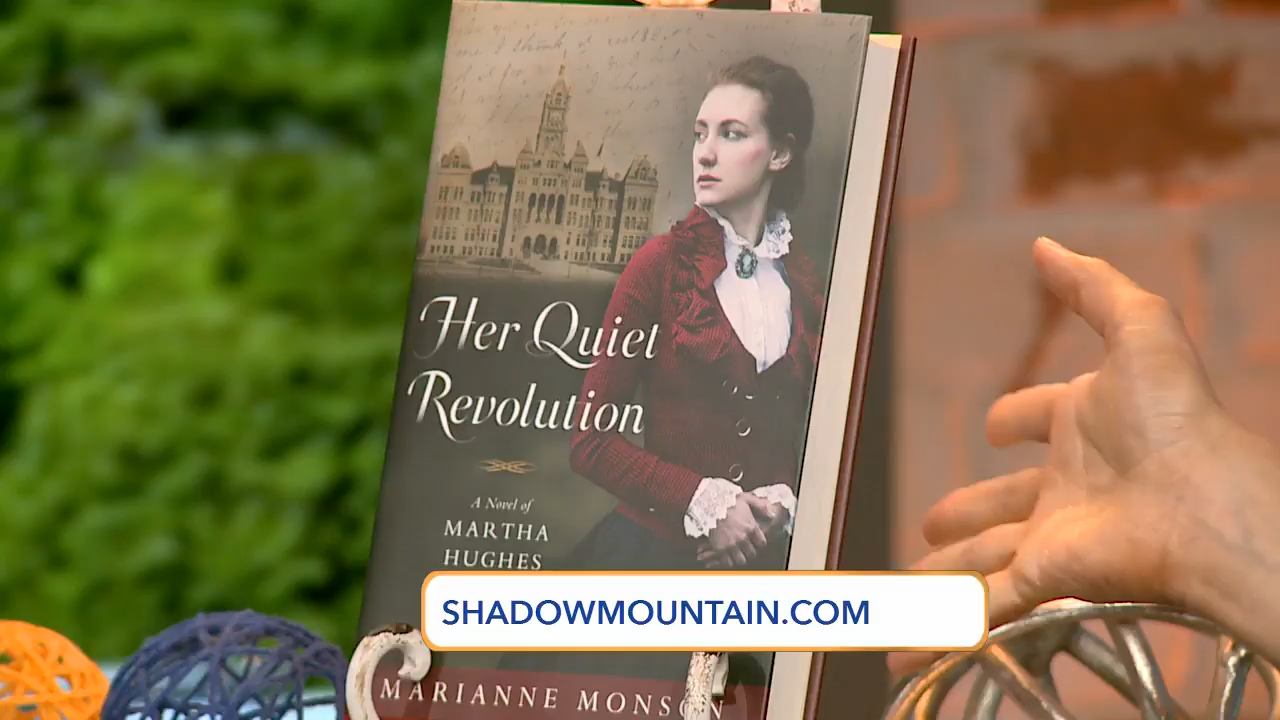 Her Quiet
Revolution
A Novel of
MARTHA
HUGHES
SHADOWMOUNTAIN.COM
MARIANNE MONSON